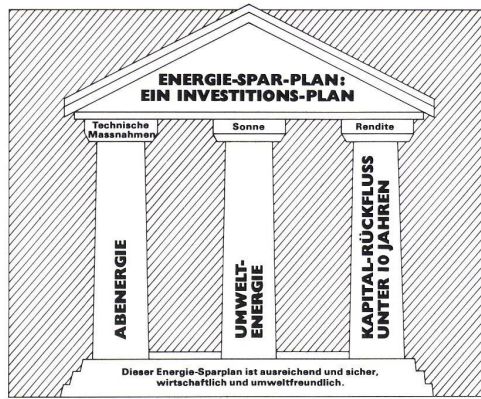 ENERGIE-SPAR-PLAN:
EIN INVESTITIONS-PLAN
Technische
Massnahmen
Sonne
Rendite
ABENERGIE
UMWELT-
ENERGIE
KAPITAL-RÜCKFLUSS
UNTER 10 JAHREN
Dieser Energie-Sparplan ist ausreichend und sicher,
wirtschaftlich und umweltfreundlich.